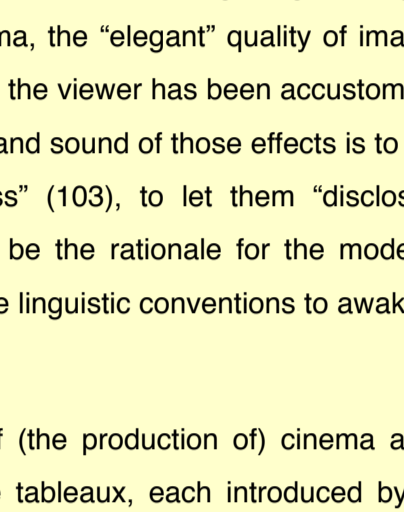 ma, the “elegant” quality of ima
the viewer has been accustom
and sound of those effects is to
ss” (103), to let them “disclos
be the rationale for the mode
e linguistic conventions to awak
f (the production of) cinema a
e tableaux, each introduced by